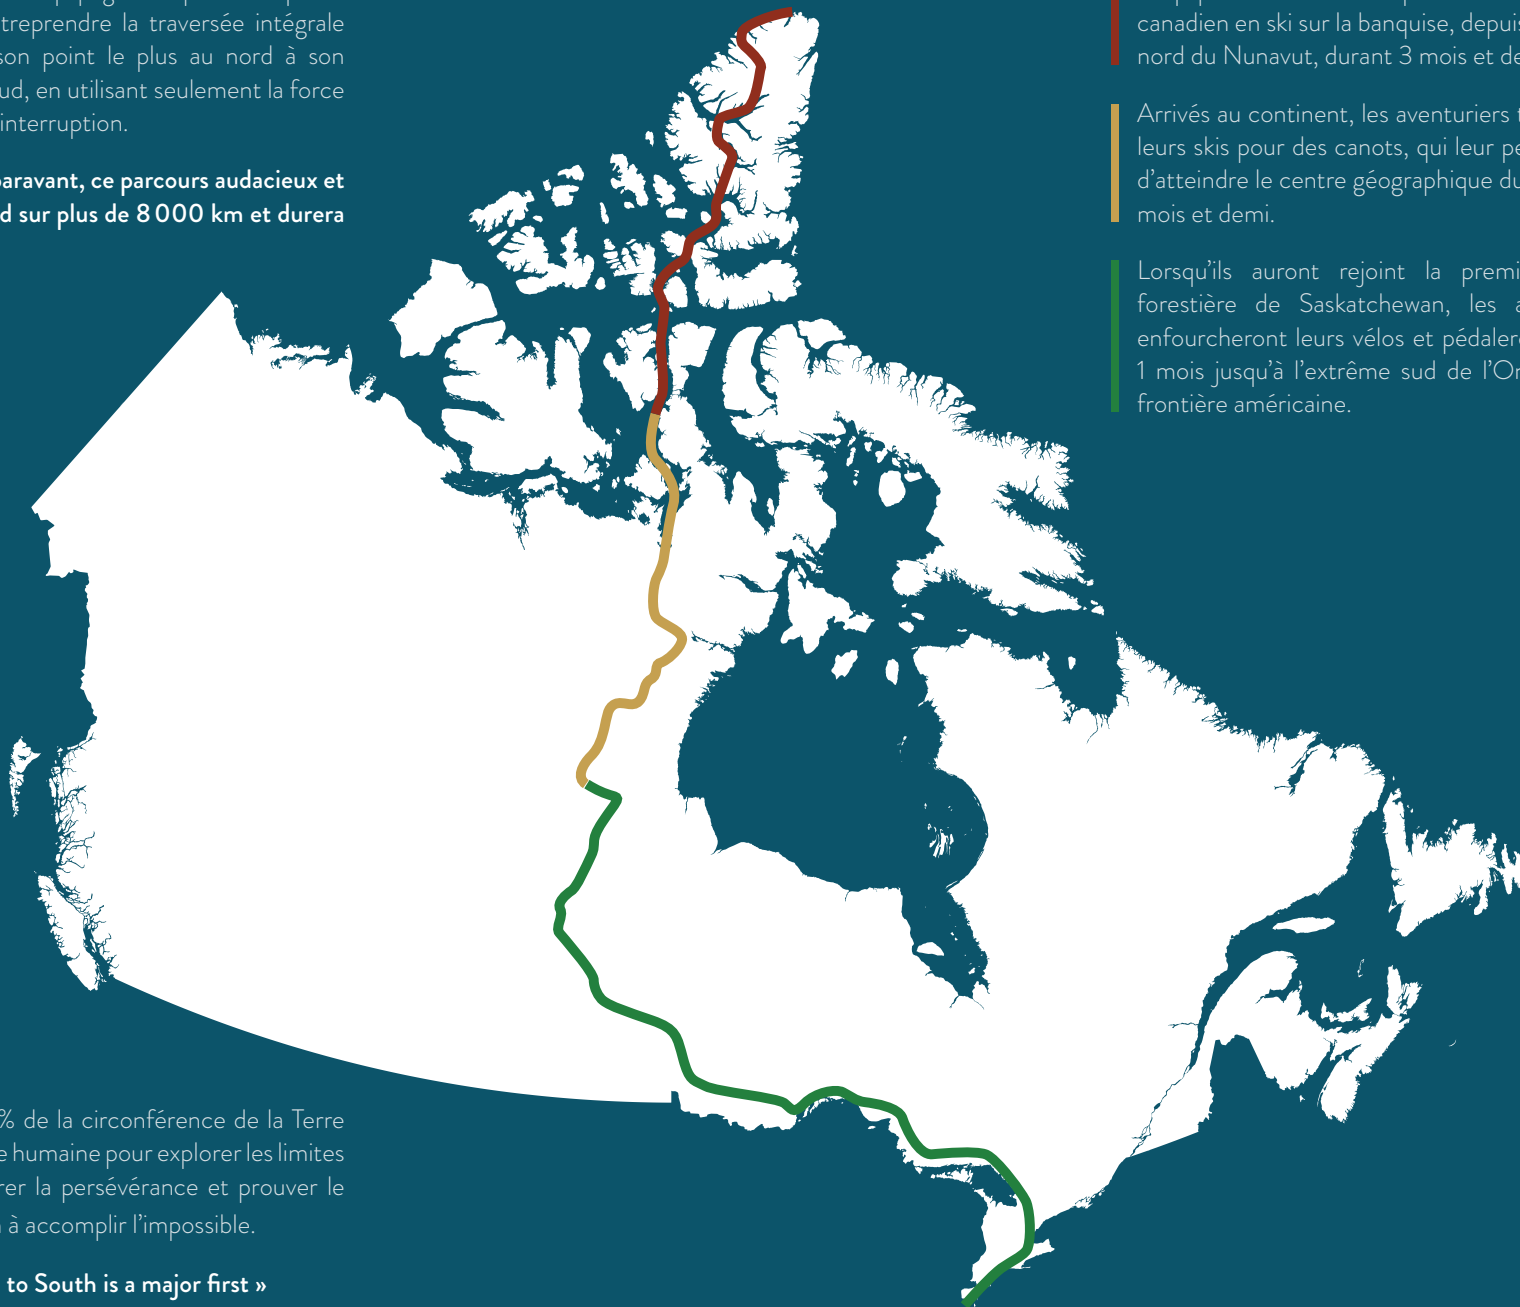 treprendre la traversée intégrale
son point le plus au nord à son
ud, en utilisant seulement la force
interruption.
paravant, ce parcours audacieux et
d sur plus de 8 000 km et durera
canadien en ski sur la banquise, depuis
nord du Nunavut, durant 3 mois et de
Arrivés au continent, les aventuriers t
leurs skis pour des canots, qui leur pe
d'atteindre le centre géographique du
mois et demi.
Lorsqu'ils auront rejoint la premi
forestière de Saskatchewan, les a
enfourcheront leurs vélos et pédaler
1 mois jusqu'à l'extrême sud de l'On
frontière américaine.
% de la circonférence de la Terre
e humaine pour explorer les limites
rer la persévérance et prouver le
à accomplir l'impossible.
to South is a major first »